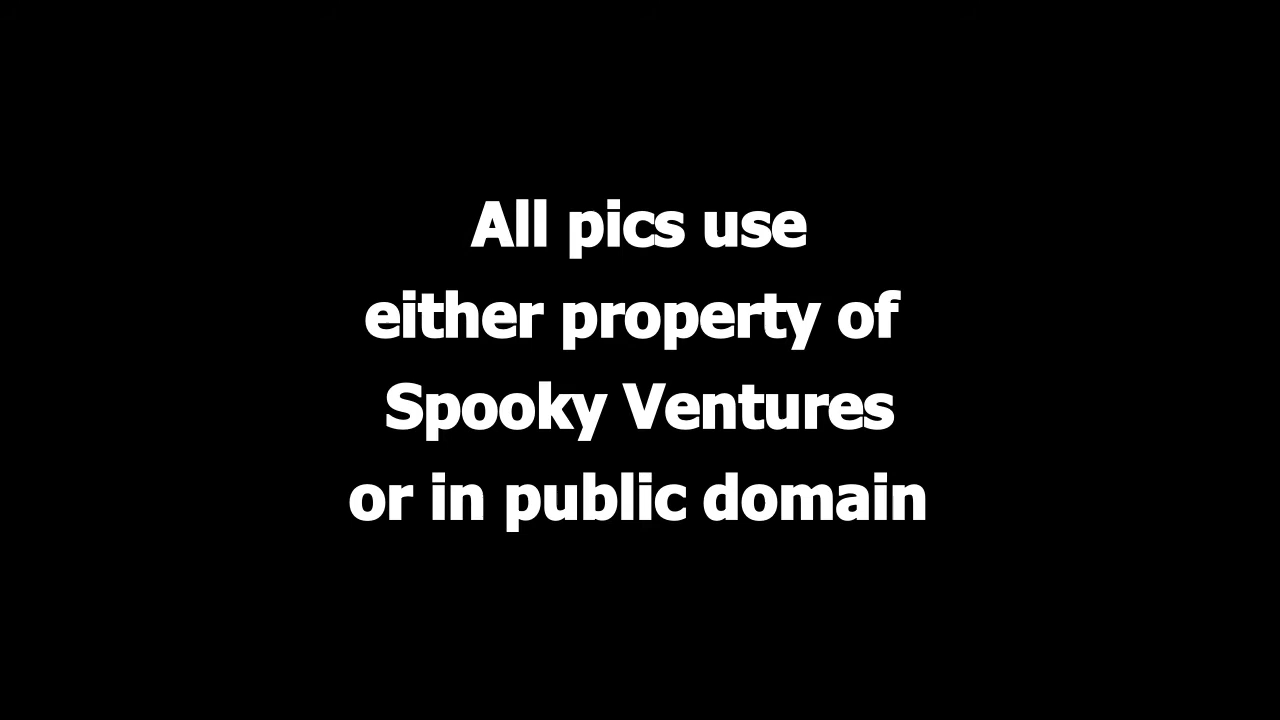 All pics use
either property of
Spooky Ventures
or in public domain